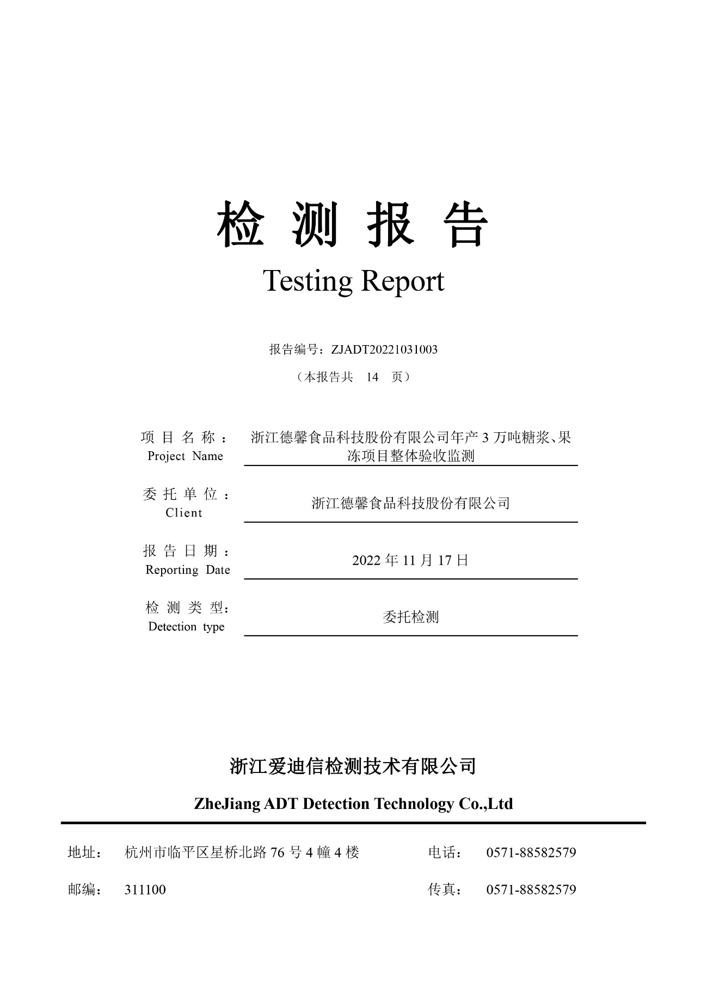 检 测 报 告
Testing Report
报告编号：ZJADT20221031003
（本报告共 14 页）
项 目 名 称 ： 浙江德馨食品科技股份有限公司年产 3 万吨糖浆、果
Project Name 冻项目整体验收监测
委 托 单 位 ：
Client 浙江德馨食品科技股份有限公司
报 告 日 期 ：
Reporting Date 2022 年 11 月 17 日
检 测 类 型：
Detection type 委托检测
浙江爱迪信检测技术有限公司
ZheJiang ADT Detection Technology Co.,Ltd
地址： 杭州市临平区星桥北路 76 号 4 幢 4 楼 电话： 0571-88582579
邮编： 311100 传真： 0571-88582579